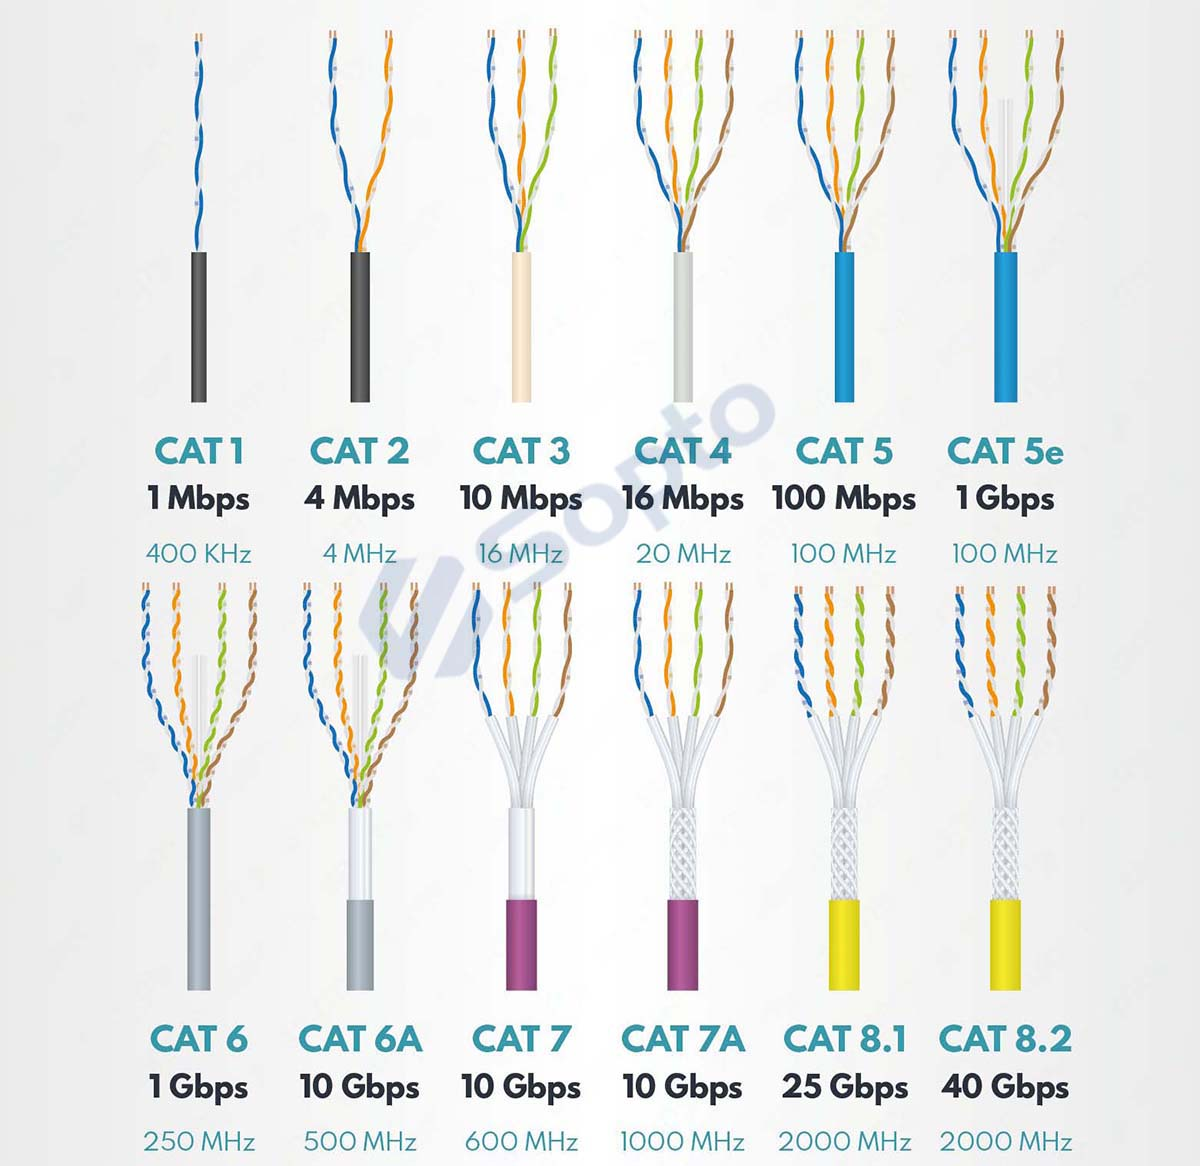 CAT 1 CAT 2 CAT 3 CAT 4 CAT 5 CAT 5e
1 Mbps 4 Mbps 10 Mbps 16 Mbps 100 Mbps 1 Gbps
400 KHz 4 MHz 16 MHz 20 MHz 100 MHz 100 MHz
Sopto
CAT 6 CAT 6A CAT 7 CAT 7A CAT 8.1 CAT 8.2
1 Gbps 10 Gbps 10 Gbps 10 Gbps 25 Gbps 40 Gbps
250 MHz 500 MHz 600 MHz 1000 MHz 2000 MHz 2000 MHz